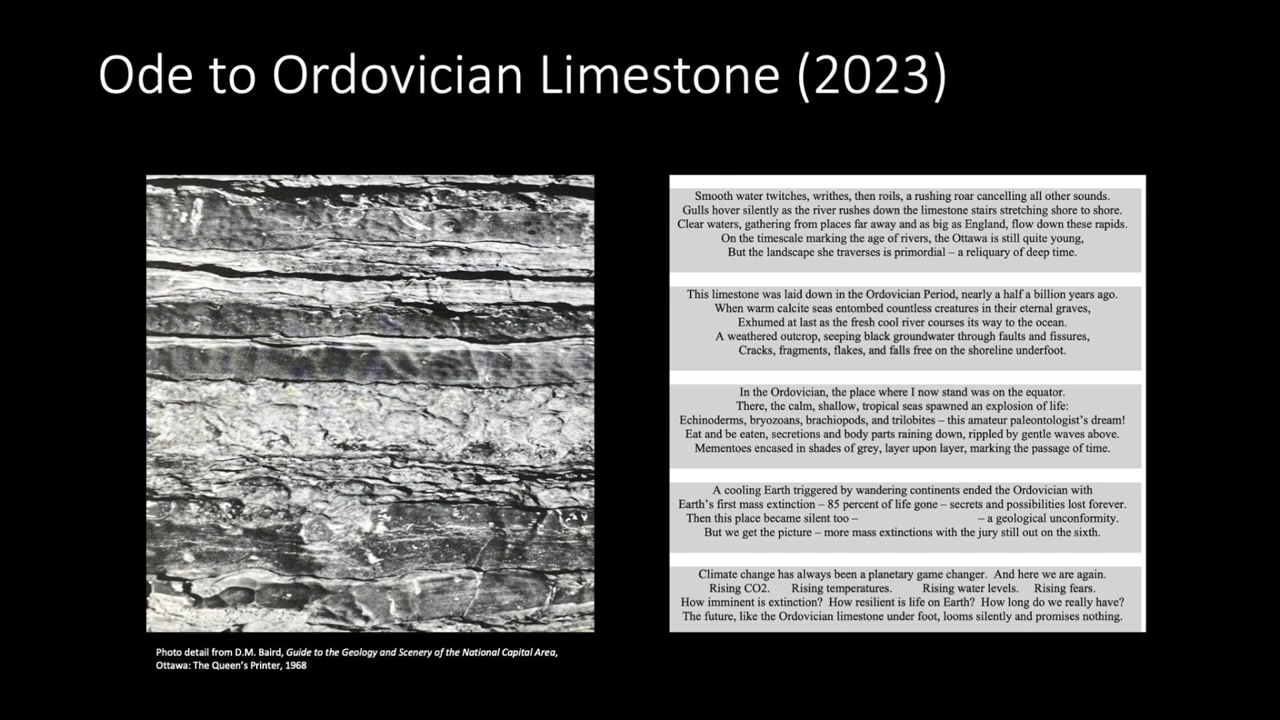 Ode to Ordovician Limestone (2023)
Smooth water twitches, writhes, then roils, a rushing roar cancelling all other sounds.
Gulls hover silently as the river rushes down the limestone stairs stretching shore to shore.
Clear waters, gathering from places far away and as big as England, flow down these rapids.
On the timescale marking the age of rivers, the Ottawa is still quite young,
But the landscape she traverses is primordial – a reliquary of deep time.
This limestone was laid down in the Ordovician Period, nearly a half a billion years ago.
When warm calcite seas entombed countless creatures in their eternal graves,
Exhumed at last as the fresh cool river courses its way to the ocean.
A weathered outcrop, seeping black groundwater through faults and fissures,
Cracks, fragments, flakes, and falls free on the shoreline underfoot.
In the Ordovician, the place where I now stand was on the equator.
There, the calm, shallow, tropical seas spawned an explosion of life:
Echinoderms, bryozoans, brachiopods, and trilobites – this amateur paleontologist's dream!
Eat and be eaten, secretions and body parts raining down, rippled by gentle waves above.
Mementoes encased in shades of grey, layer upon layer, marking the passage of time.
A cooling Earth triggered by wandering continents ended the Ordovician with
Earth's first mass extinction – 85 percent of life gone – secrets and possibilities lost forever.
Then this place became silent too – – a geological unconformity.
But we get the picture – more mass extinctions with the jury still out on the sixth.
Climate change has always been a planetary game changer. And here we are again.
Rising CO2. Rising temperatures. Rising water levels. Rising fears.
How imminent is extinction? How resilient is life on Earth? How long do we really have?
The future, like the Ordovician limestone under foot, looms silently and promises nothing.
Photo detail from D.M. Baird, Guide to the Geology and Scenery of the National Capital Area,
Ottawa: The Queen's Printer, 1968